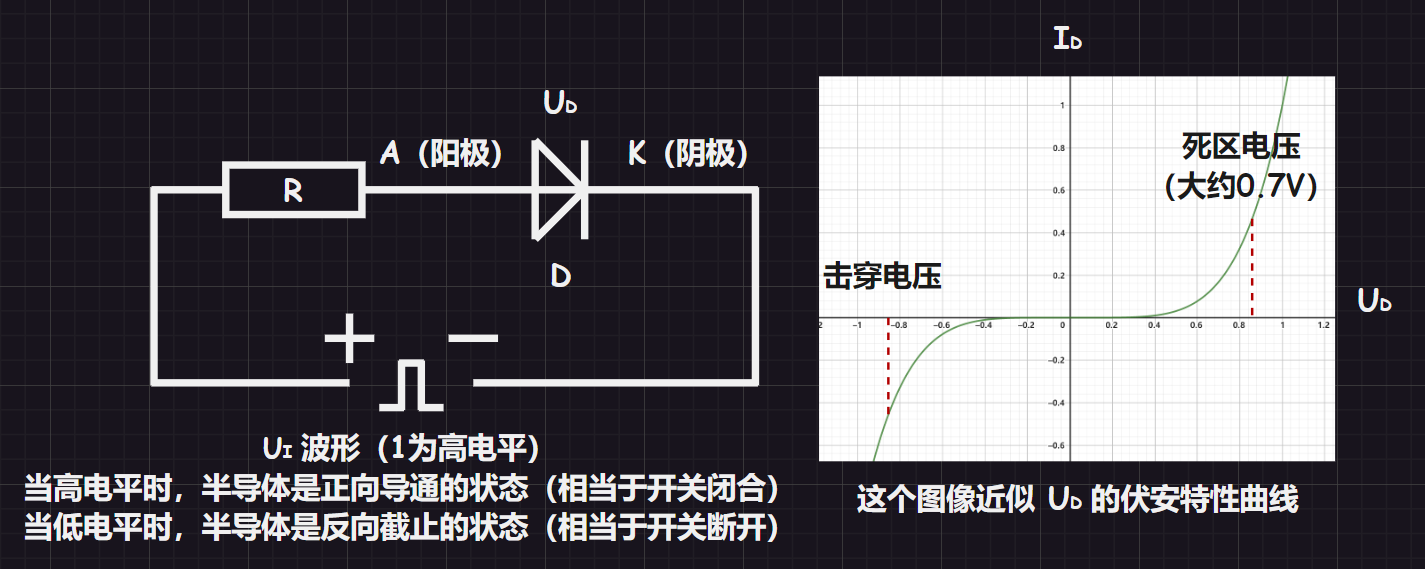 UD
A（阳极）
K（阴极）
R
D
+
−
UI 波形（1为高电平）
当高电平时，半导体是正向导通的状态（相当于开关闭合）
当低电平时，半导体是反向截止的状态（相当于开关断开）
ID
死区电压
（大约0.7V）
击穿电压
UD
1
0.8
0.6
0.4
0.2
2 −1 −0.8 −0.6 −0.4 −0.2 0 0.2 0.4 0.6 0.8 1 1.2
−0.2
−0.4
−0.6
这个图像近似 UD 的伏安特性曲线